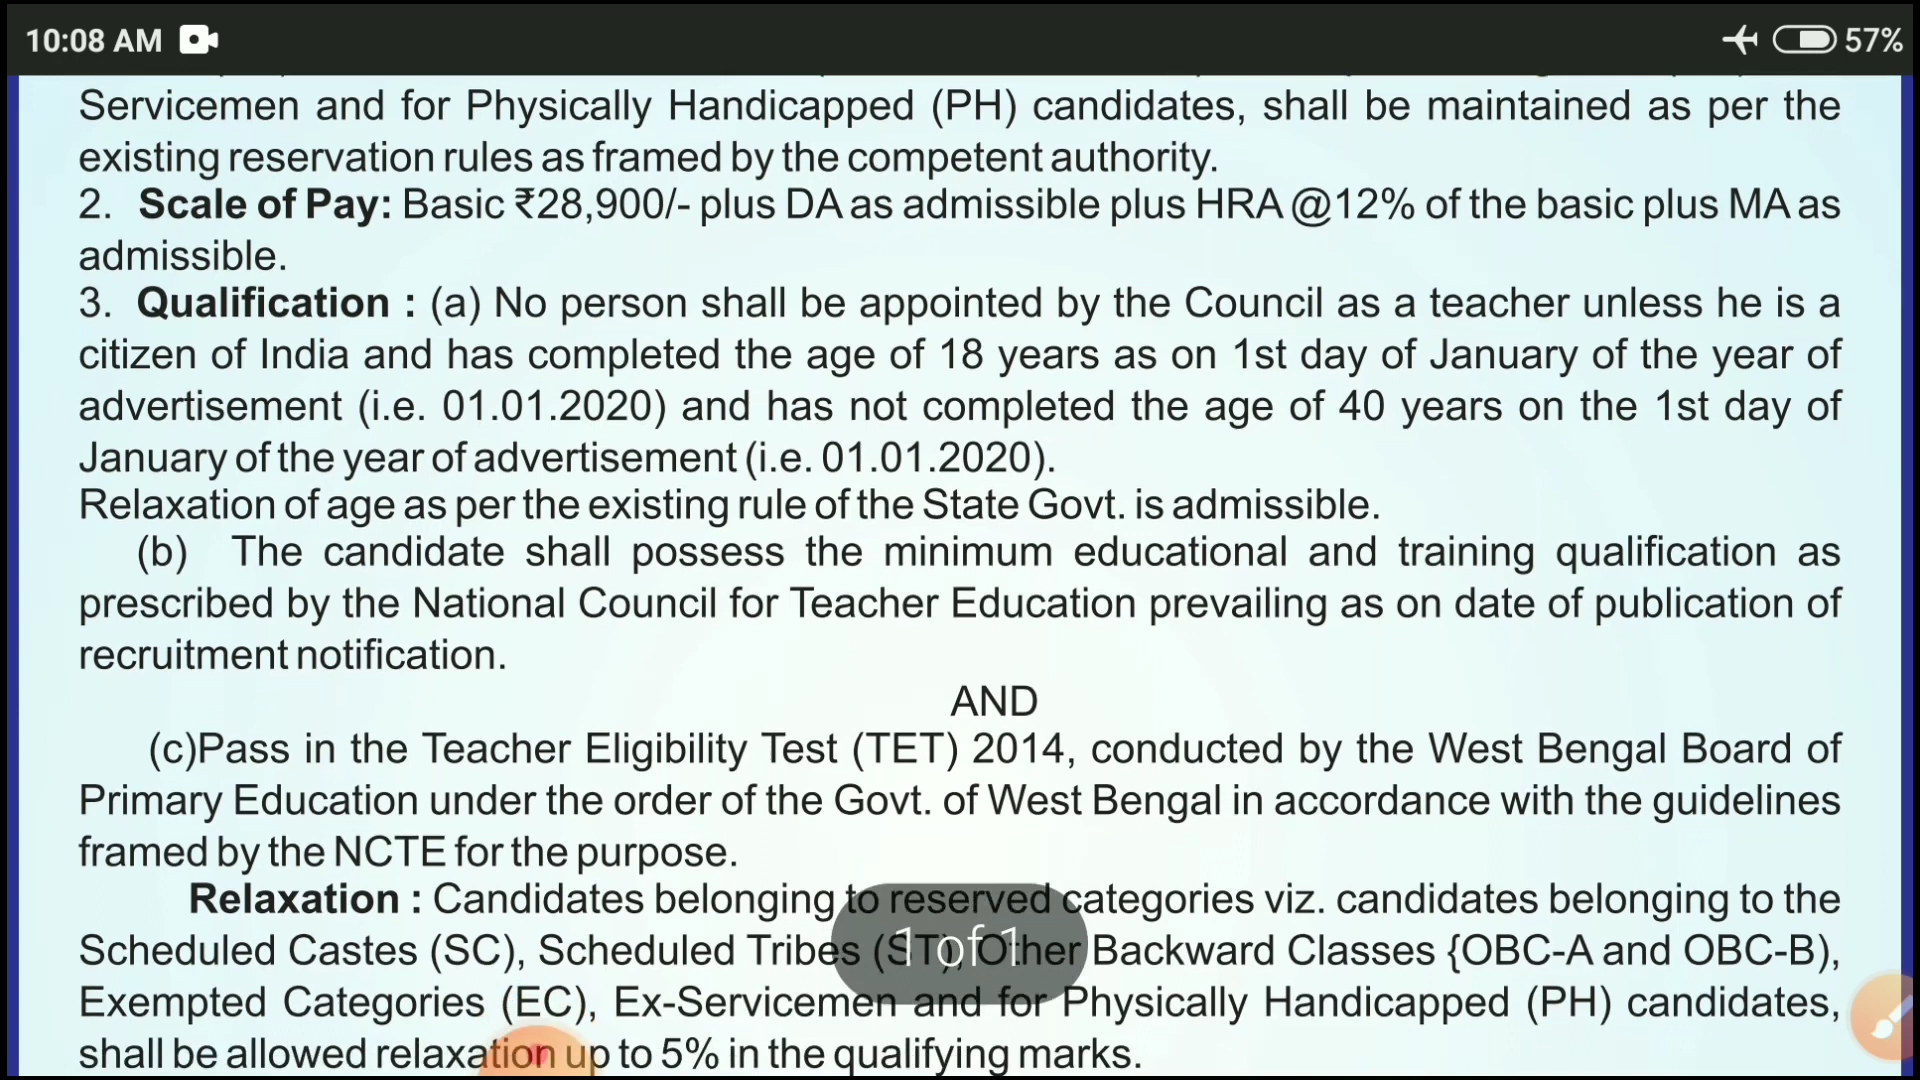 10:08 AM
57%
Servicemen and for Physically Handicapped (PH) candidates, shall be maintained as per the
existing reservation rules as framed by the competent authority.
2. Scale of Pay: Basic ₹28,900/- plus DA as admissible plus HRA @12% of the basic plus MA as
admissible.
3. Qualification : (a) No person shall be appointed by the Council as a teacher unless he is a
citizen of India and has completed the age of 18 years as on 1st day of January of the year of
advertisement (i.e. 01.01.2020) and has not completed the age of 40 years on the 1st day of
January of the year of advertisement (i.e. 01.01.2020).
Relaxation of age as per the existing rule of the State Govt. is admissible.
(b) The candidate shall possess the minimum educational and training qualification as
prescribed by the National Council for Teacher Education prevailing as on date of publication of
recruitment notification.
AND
(c)Pass in the Teacher Eligibility Test (TET) 2014, conducted by the West Bengal Board of
Primary Education under the order of the Govt. of West Bengal in accordance with the guidelines
framed by the NCTE for the purpose.
Relaxation : Candidates belonging to reserved categories viz. candidates belonging to the
Scheduled Castes (SC), Scheduled Tribes (ST), Other Backward Classes {OBC-A and OBC-B),
1 of 1
Exempted Categories (EC), Ex-Servicemen and for Physically Handicapped (PH) candidates,
shall be allowed relaxation up to 5% in the qualifying marks.